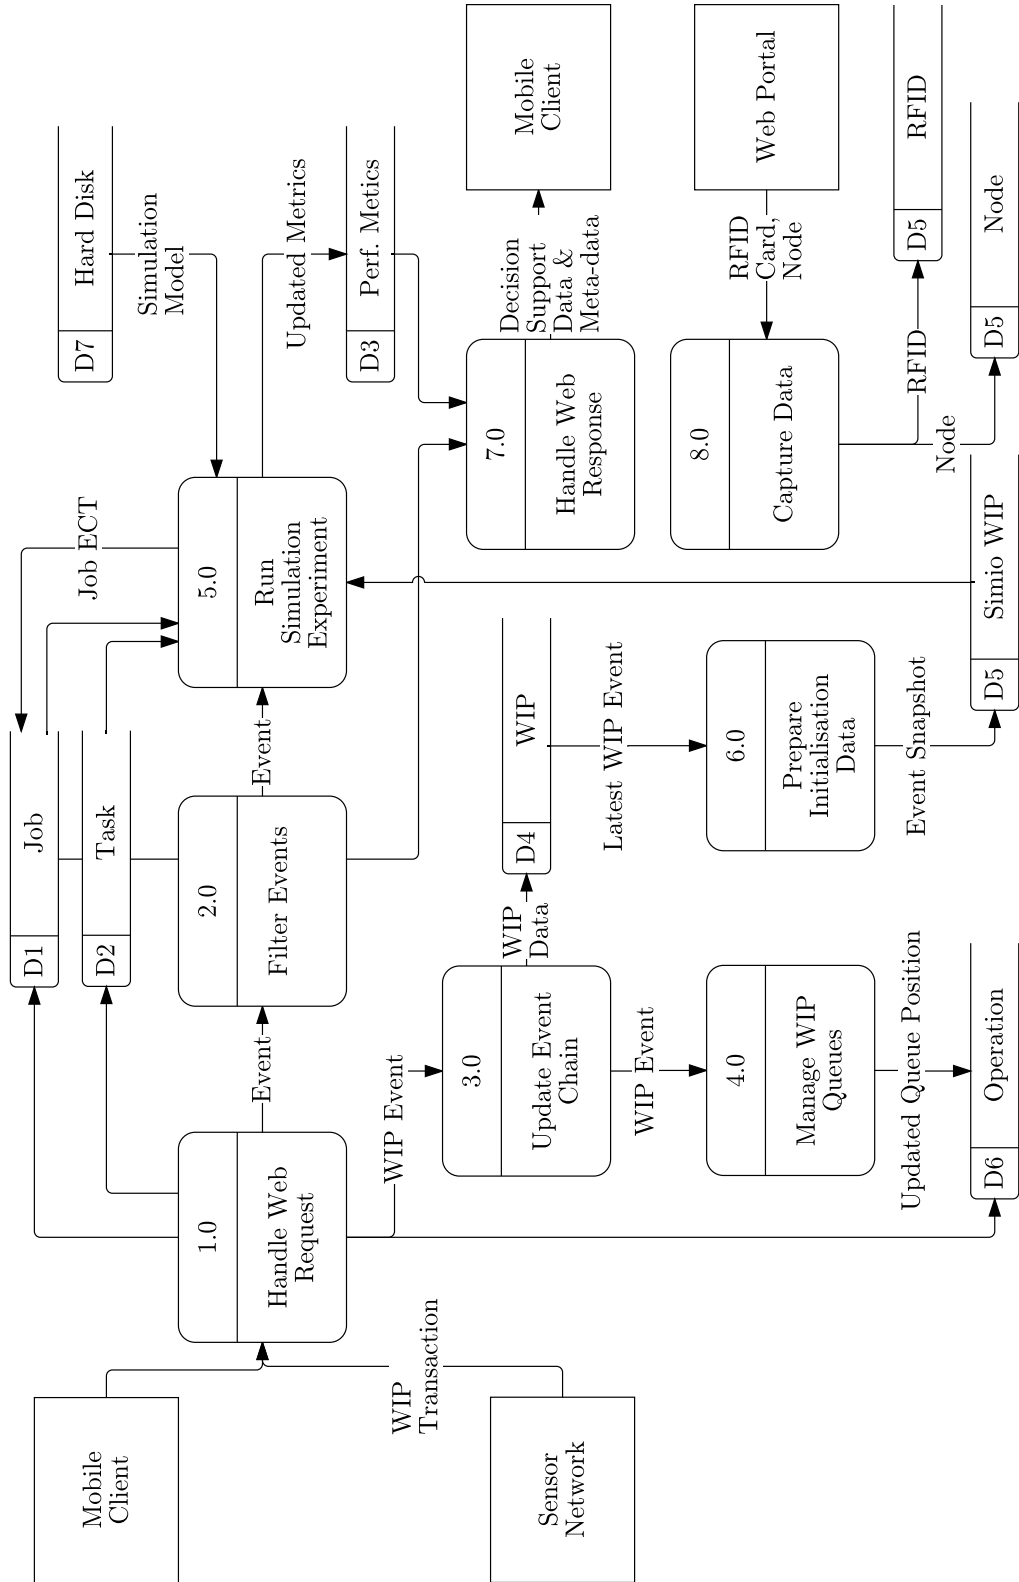 Mobile
Client
Sensor
Network
WIP
Transaction
1.0
Handle Web
Request
D1
Job
D2
Task
Event
WIP Event
2.0
Filter Events
3.0
Update Event
Chain
WIP Event
4.0
Manage WIP
Queues
Updated Queue Position
D6
Operation
WIP
Data
D4
WIP
Latest WIP Event
6.0
Prepare
Initialisation
Data
Event Snapshot
D5
Simio WIP
Event
5.0
Run
Simulation
Experiment
Job ECT
D7
Hard Disk
Simulation
Model
Updated Metrics
D3
Perf. Metics
7.0
Handle Web
Response
Decision
Support
Data &
Meta-data
Mobile
Client
8.0
Capture Data
RFID
Card,
Node
Web Portal
RFID
D5
RFID
Node
D5
Node